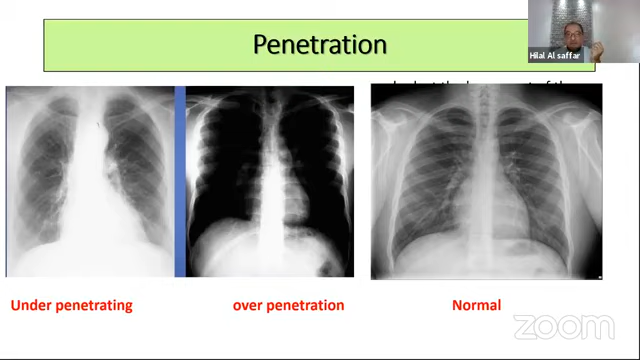 Penetration
Hilal Al saffar
Under penetrating
over penetration
Normal
zoom